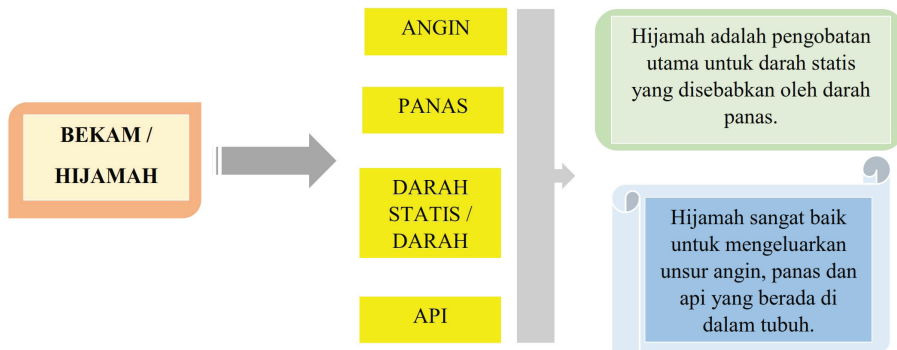 BEKAM /
HIJAMAH
ANGIN
PANAS
DARAH
STATIS /
DARAH
API
Hijamah adalah pengobatan
utama untuk darah statis
yang disebabkan oleh darah
panas.
Hijamah sangat baik
untuk mengeluarkan
unsur angin, panas dan
api yang berada di
dalam tubuh.